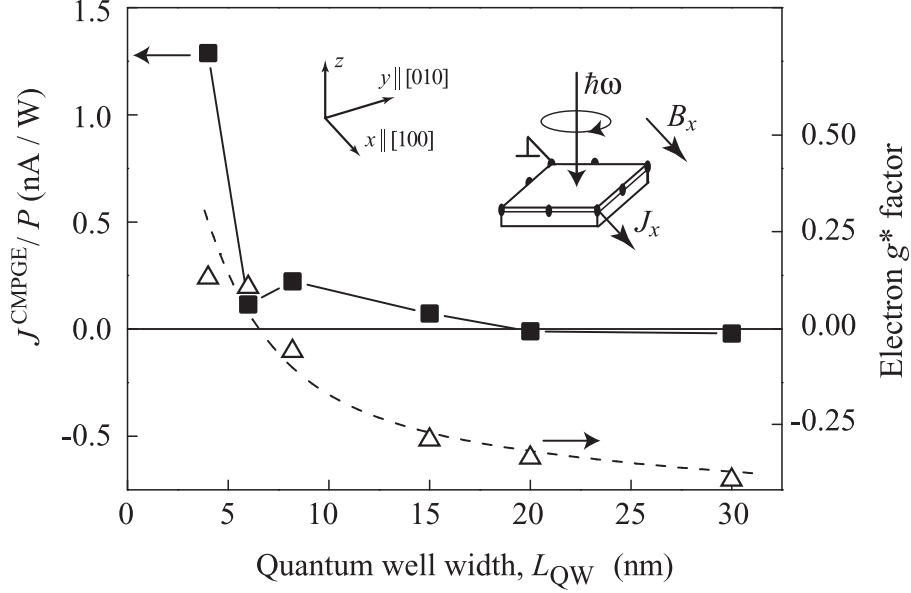 1.5
1.0
0.5
0.0
-0.5
J^CMPGE / P (nA / W)
z
y || [010]
x || [100]
ħω
B_x
J_x
0.50
0.25
0.00
-0.25
Electron g* factor
0 5 10 15 20 25 30
Quantum well width, L_QW (nm)